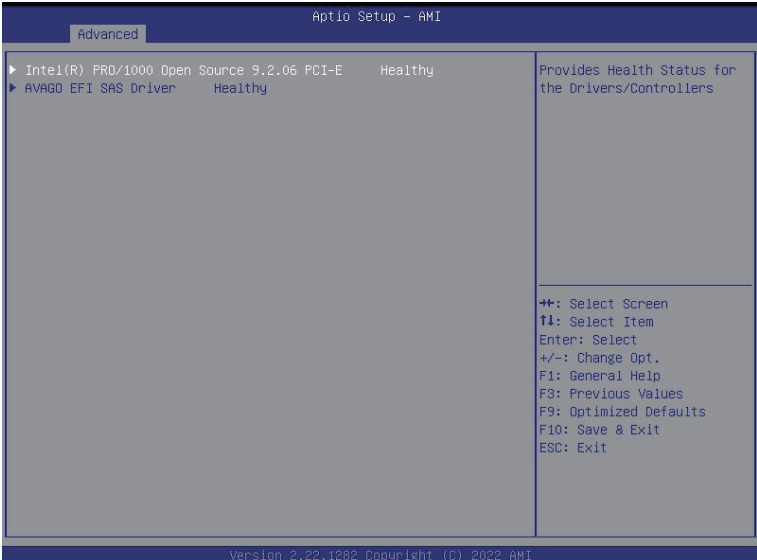 Aptio Setup – AMI
Advanced
▶ Intel(R) PRO/1000 Open Source 9.2.06 PCI-E Healthy
▶ AVAGO EFI SAS Driver Healthy
Provides Health Status for
the Drivers/Controllers
→←: Select Screen
↑↓: Select Item
Enter: Select
+/-: Change Opt.
F1: General Help
F3: Previous Values
F9: Optimized Defaults
F10: Save & Exit
ESC: Exit
Version 2.22.1282 Copyright (C) 2022 AMI